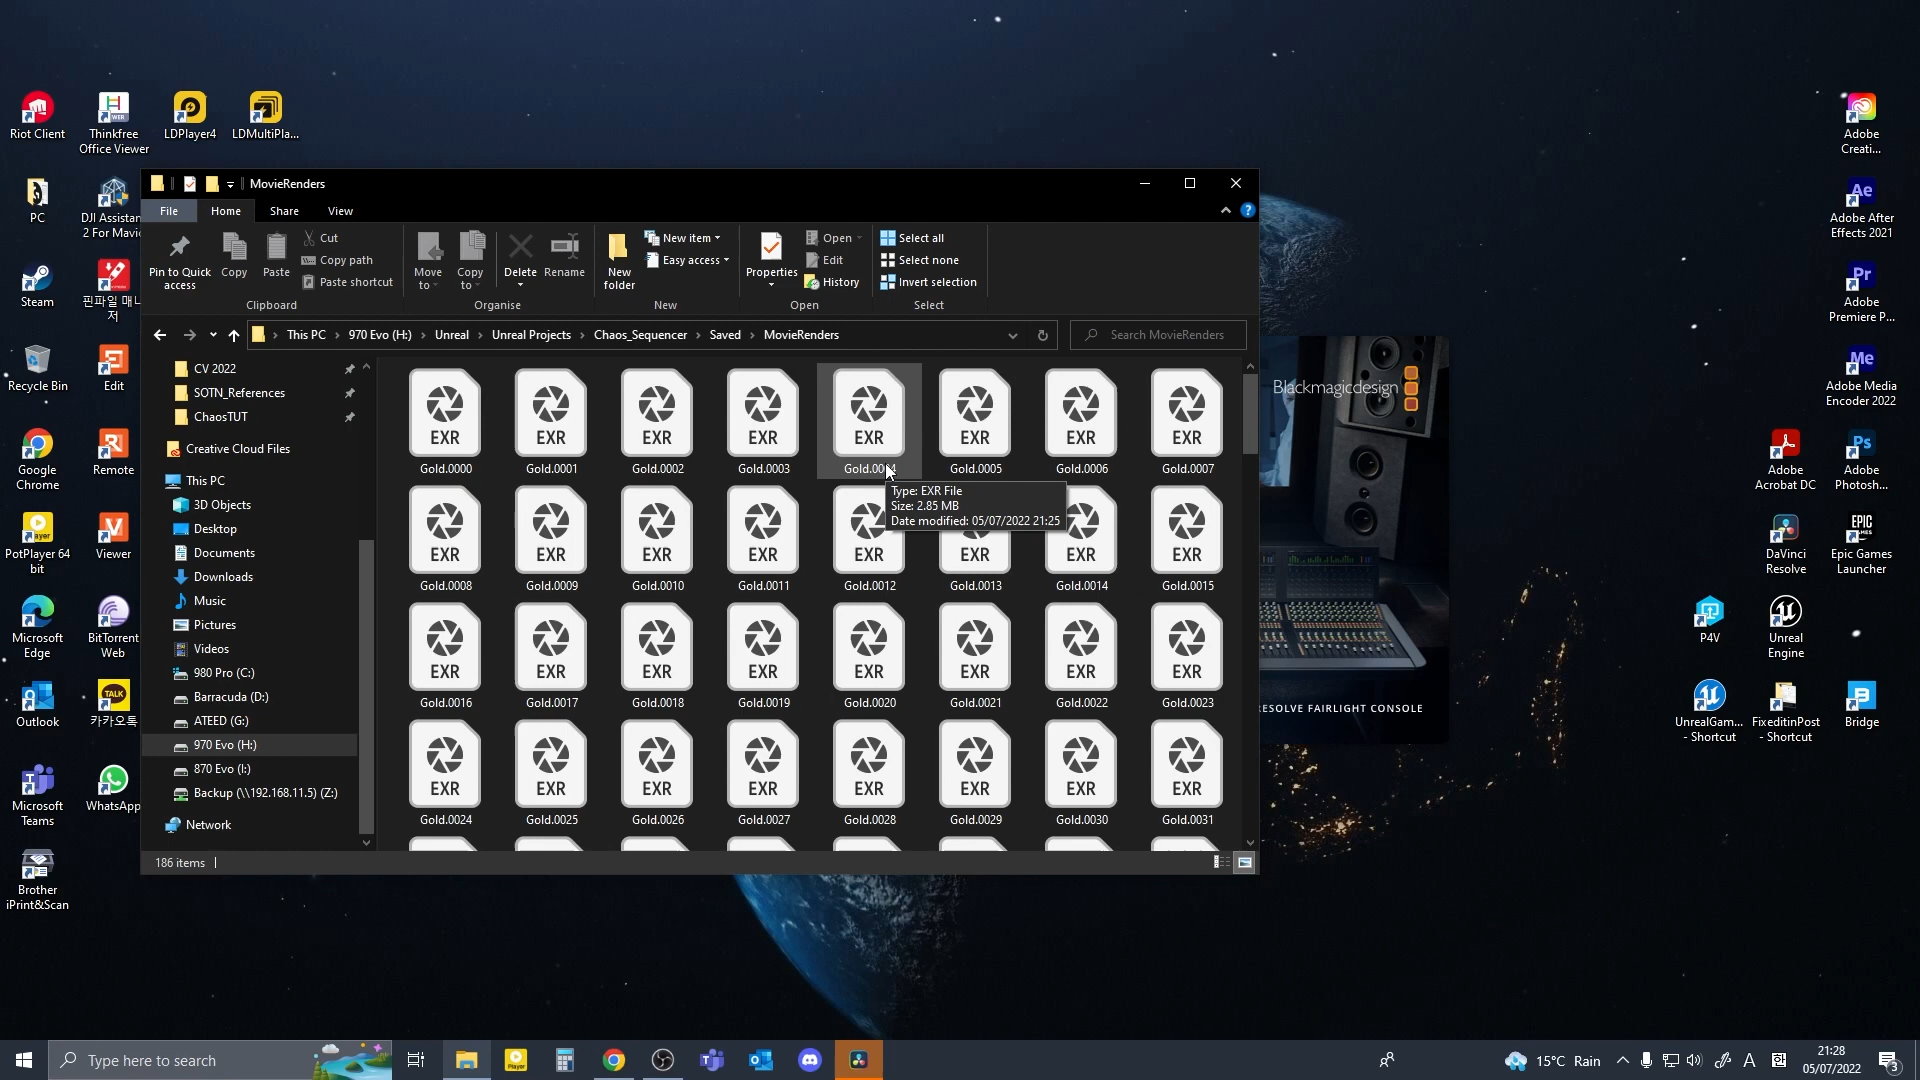 Riot Client
Thinkfree
Office Viewer
LDPlayer4
LDMultiPla...
PC
DJI Assistan
2 For Mavic
Steam
핀파일 매니
저
Recycle Bin
Edit
Google
Chrome
Remote
PotPlayer 64
bit
Viewer
Microsoft
Edge
BitTorrent
Web
Outlook
TALK
카카오톡
Microsoft
Teams
WhatsApp
Brother
iPrint&Scan
MovieRenders
File
Home
Share
View
Pin to Quick
access
Copy
Paste
Cut
Copy path
Paste shortcut
Clipboard
Move
to
Copy
to
Delete
Rename
Organise
New
folder
New item
Easy access
New
Properties
Open
Edit
History
Open
Select all
Select none
Invert selection
Select
This PC
970 Evo (H:)
Unreal
Unreal Projects
Chaos_Sequencer
Saved
MovieRenders
Search MovieRenders
CV 2022
SOTN_References
ChaosTUT
Creative Cloud Files
This PC
3D Objects
Desktop
Documents
Downloads
Music
Pictures
Videos
980 Pro (C:)
Barracuda (D:)
ATEED (G:)
970 Evo (H:)
870 Evo (I:)
Backup (\\192.168.11.5) (Z:)
Network
EXR EXR EXR EXR EXR EXR EXR EXR
Gold.0000 Gold.0001 Gold.0002 Gold.0003 Gold.0004 Gold.0005 Gold.0006 Gold.0007
Type: EXR File
Size: 2.85 MB
Date modified: 05/07/2022 21:25
EXR EXR EXR EXR EXR EXR EXR EXR
Gold.0008 Gold.0009 Gold.0010 Gold.0011 Gold.0012 Gold.0013 Gold.0014 Gold.0015
EXR EXR EXR EXR EXR EXR EXR EXR
Gold.0016 Gold.0017 Gold.0018 Gold.0019 Gold.0020 Gold.0021 Gold.0022 Gold.0023
EXR EXR EXR EXR EXR EXR EXR EXR
Gold.0024 Gold.0025 Gold.0026 Gold.0027 Gold.0028 Gold.0029 Gold.0030 Gold.0031
186 items
Blackmagicdesign
RESOLVE FAIRLIGHT CONSOLE
Adobe
Creati...
Ae
Adobe After
Effects 2021
Pr
Adobe
Premiere P...
Me
Adobe Media
Encoder 2022
Adobe
Acrobat DC
Ps
Adobe
Photosh...
DaVinci
Resolve
EPIC
GAMES
Epic Games
Launcher
P4V
Unreal
Engine
UnrealGam...
- Shortcut
FixeditinPost
- Shortcut
Bridge
Type here to search
Player
15°C Rain
A
21:28
05/07/2022
3